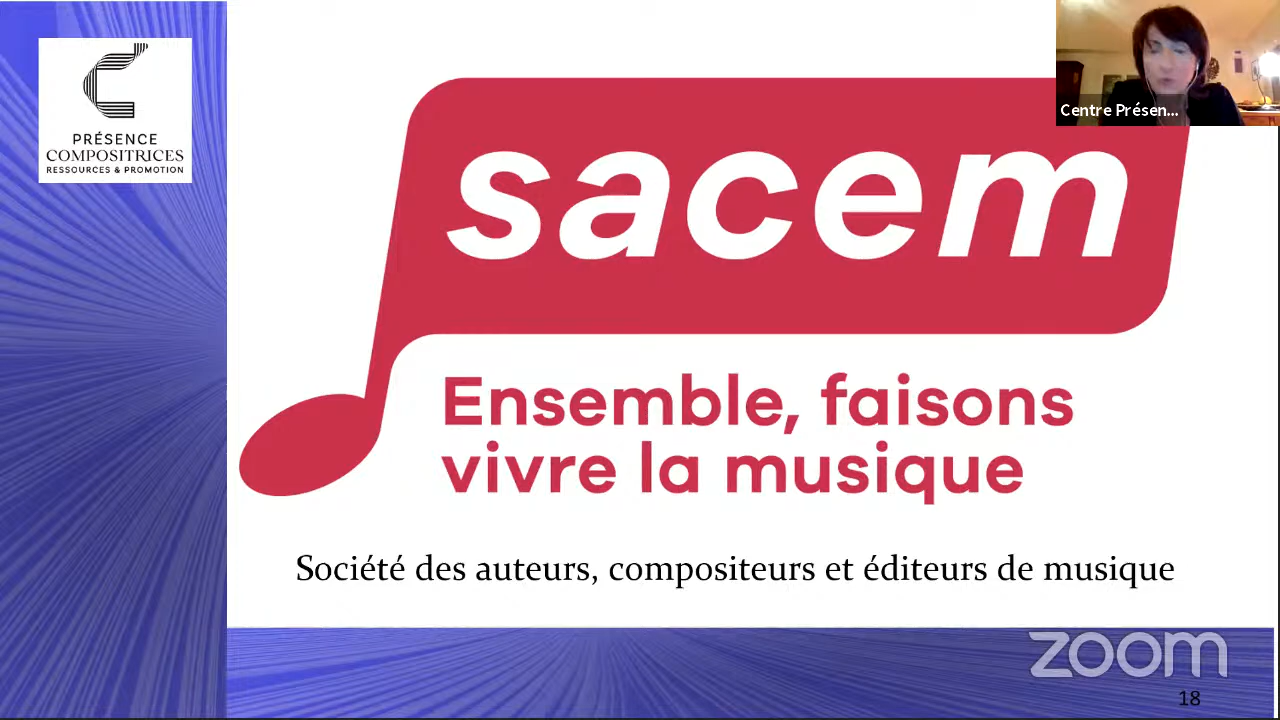 PRÉSENCE
COMPOSITRICES
RESSOURCES & PROMOTION
Centre Présen...
sacem
Ensemble, faisons
vivre la musique
Société des auteurs, compositeurs et éditeurs de musique
zoom
18